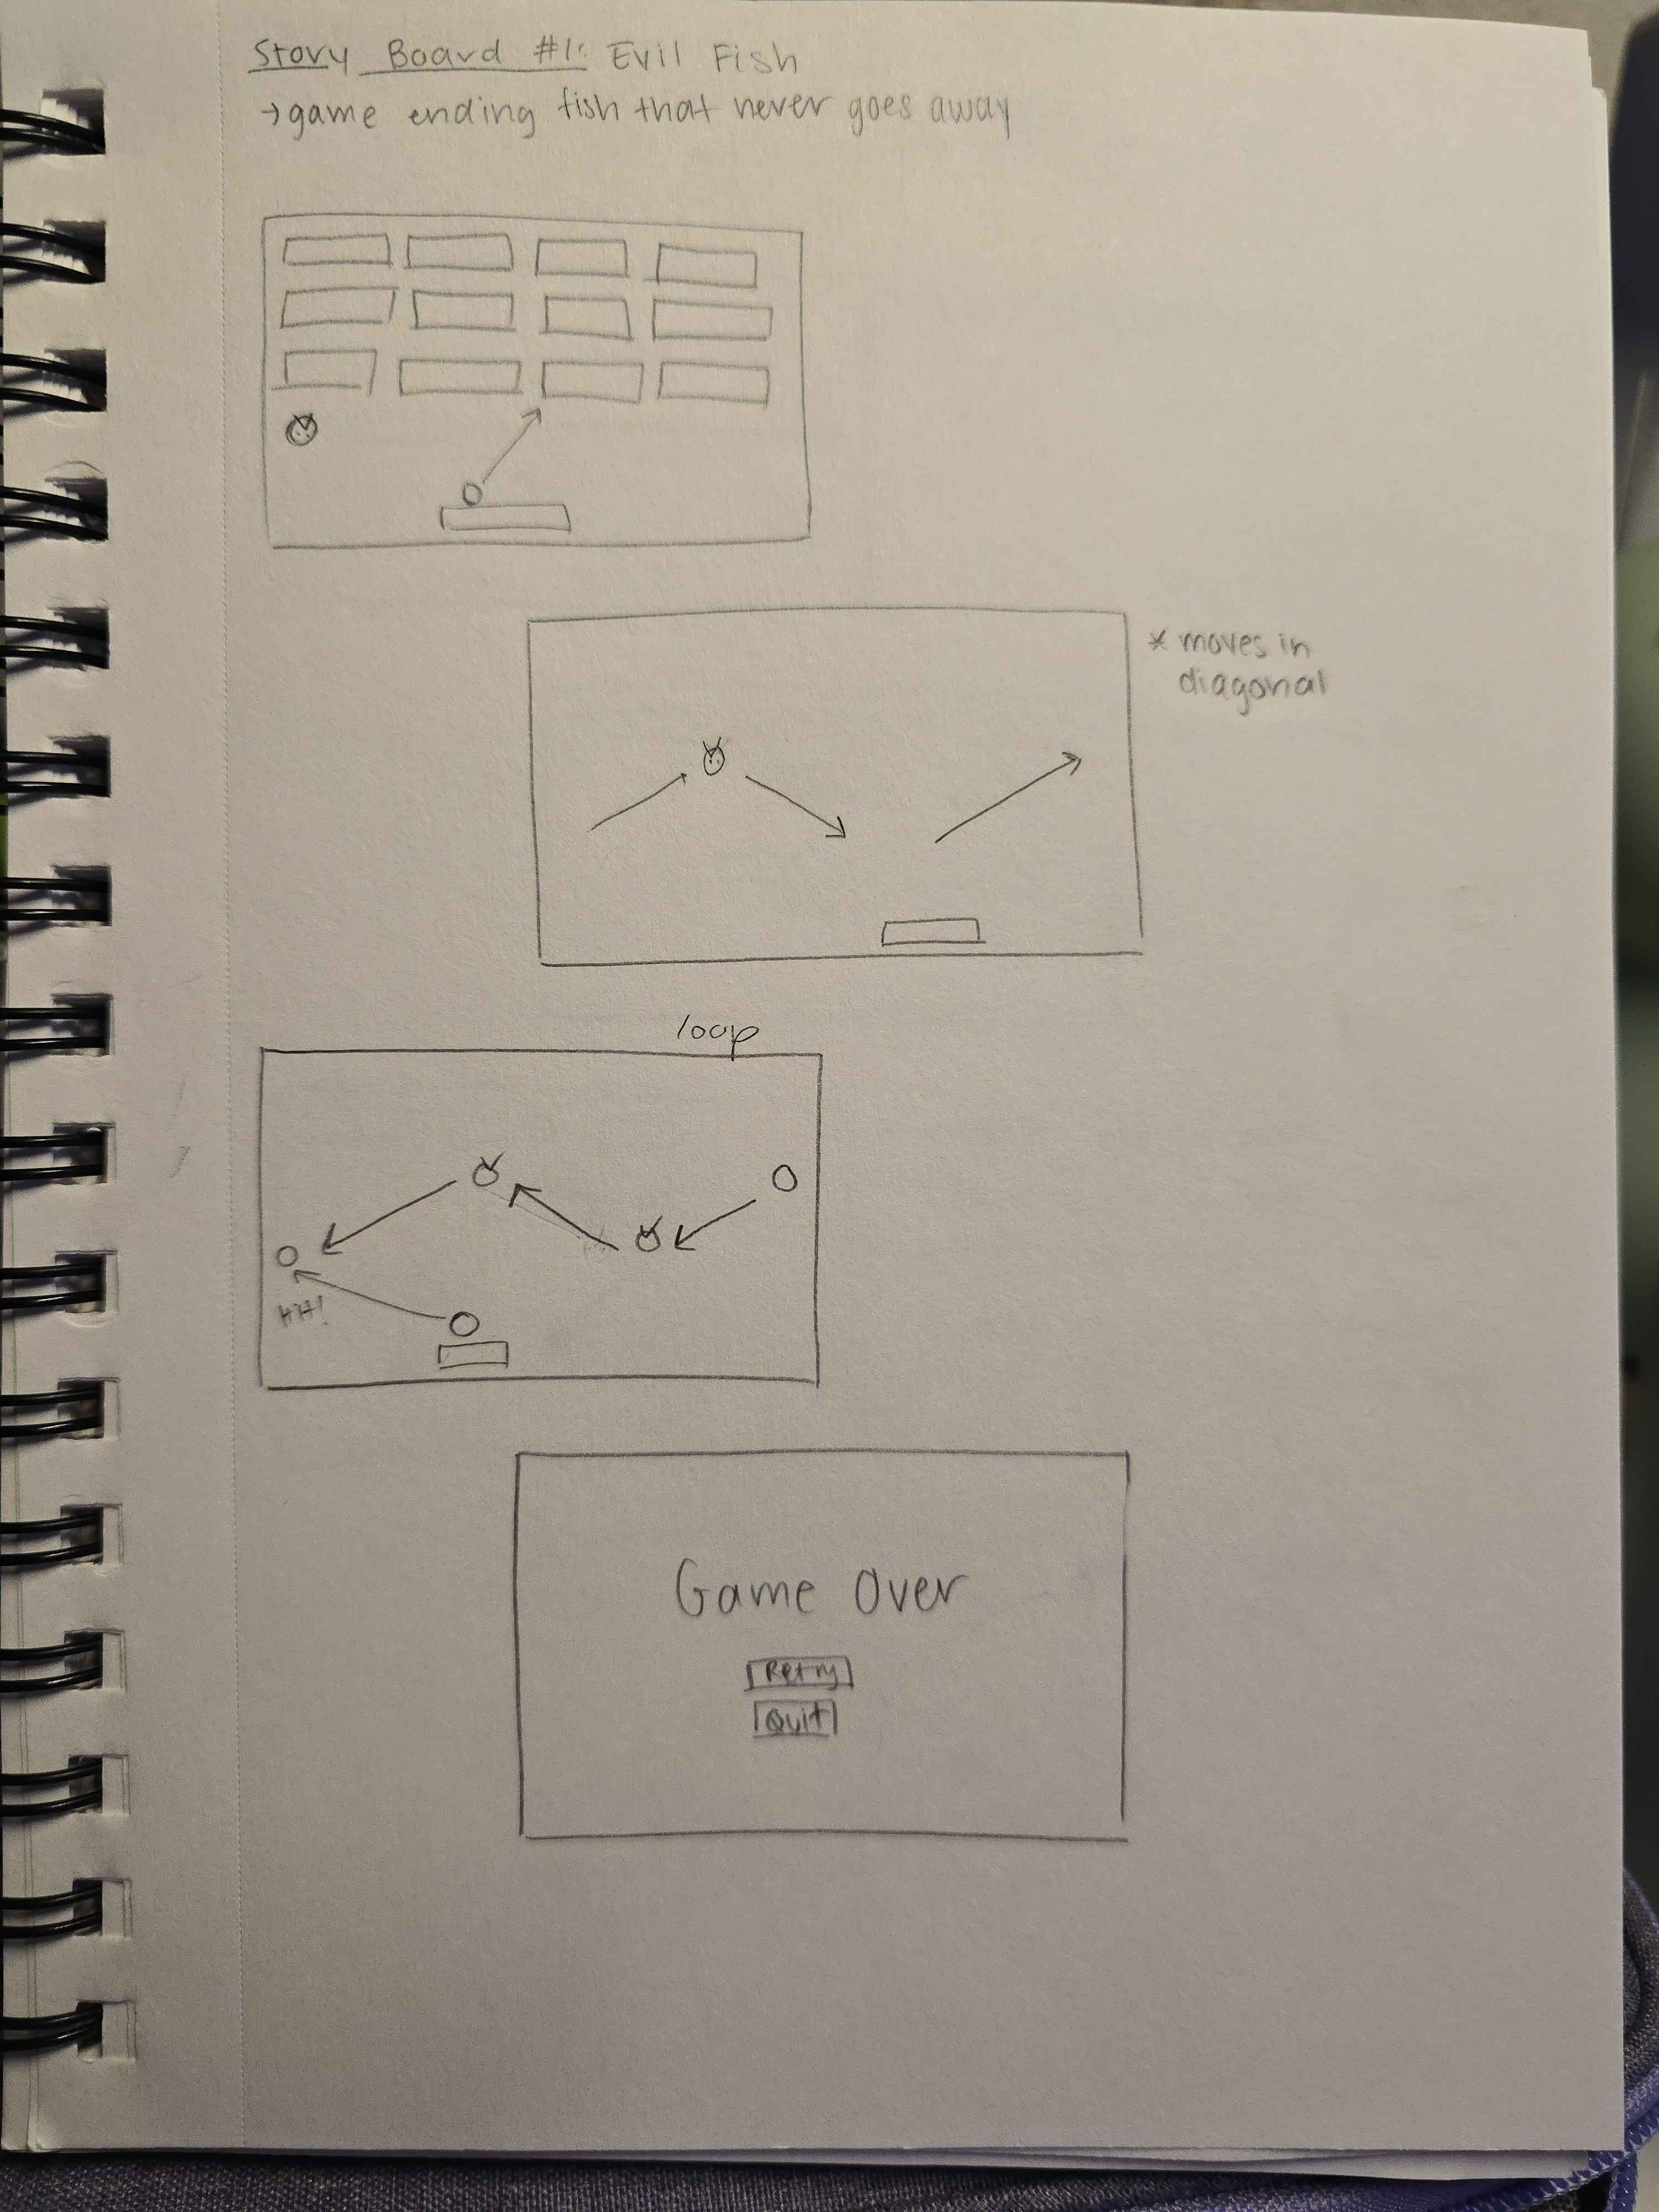 Story Board #1: Evil Fish
→ game ending fish that never goes away
* moves in
diagonal
loop
Hit!
Game Over
Retry
Quit